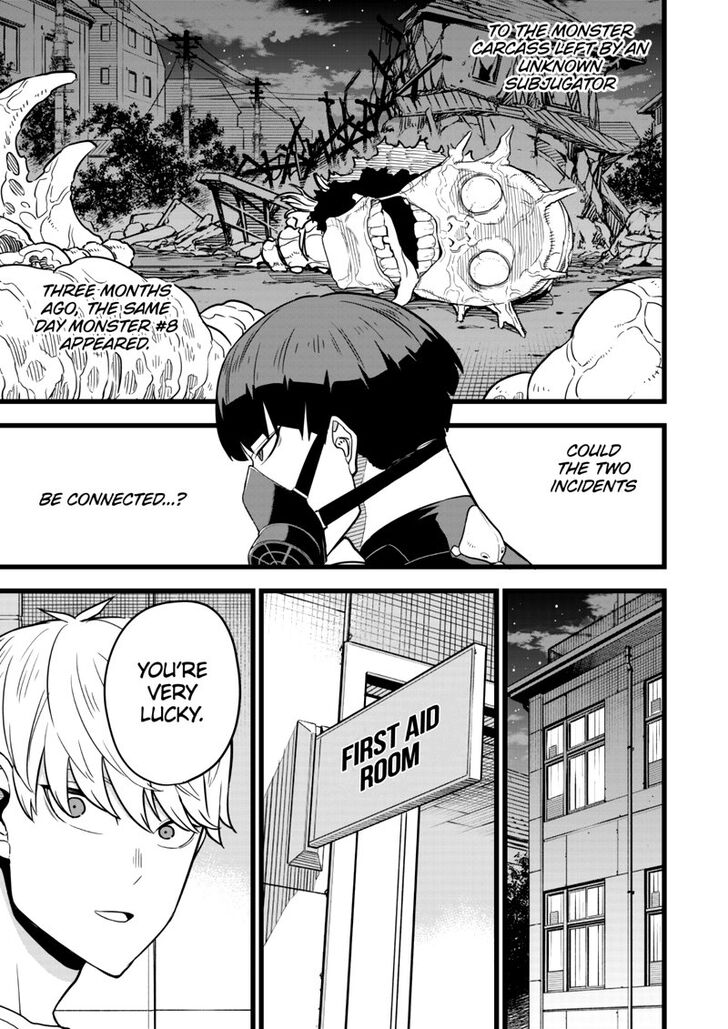 TO THE MONSTER
CARCASS LEFT BY AN
UNKNOWN
SUBJUGATOR
THREE MONTHS
AGO, THE SAME
DAY MONSTER #8
APPEARED.
COULD
THE TWO
INCIDENTS
BE CONNECTED...?
FIRST AID
ROOM
YOU'RE
VERY
LUCKY.